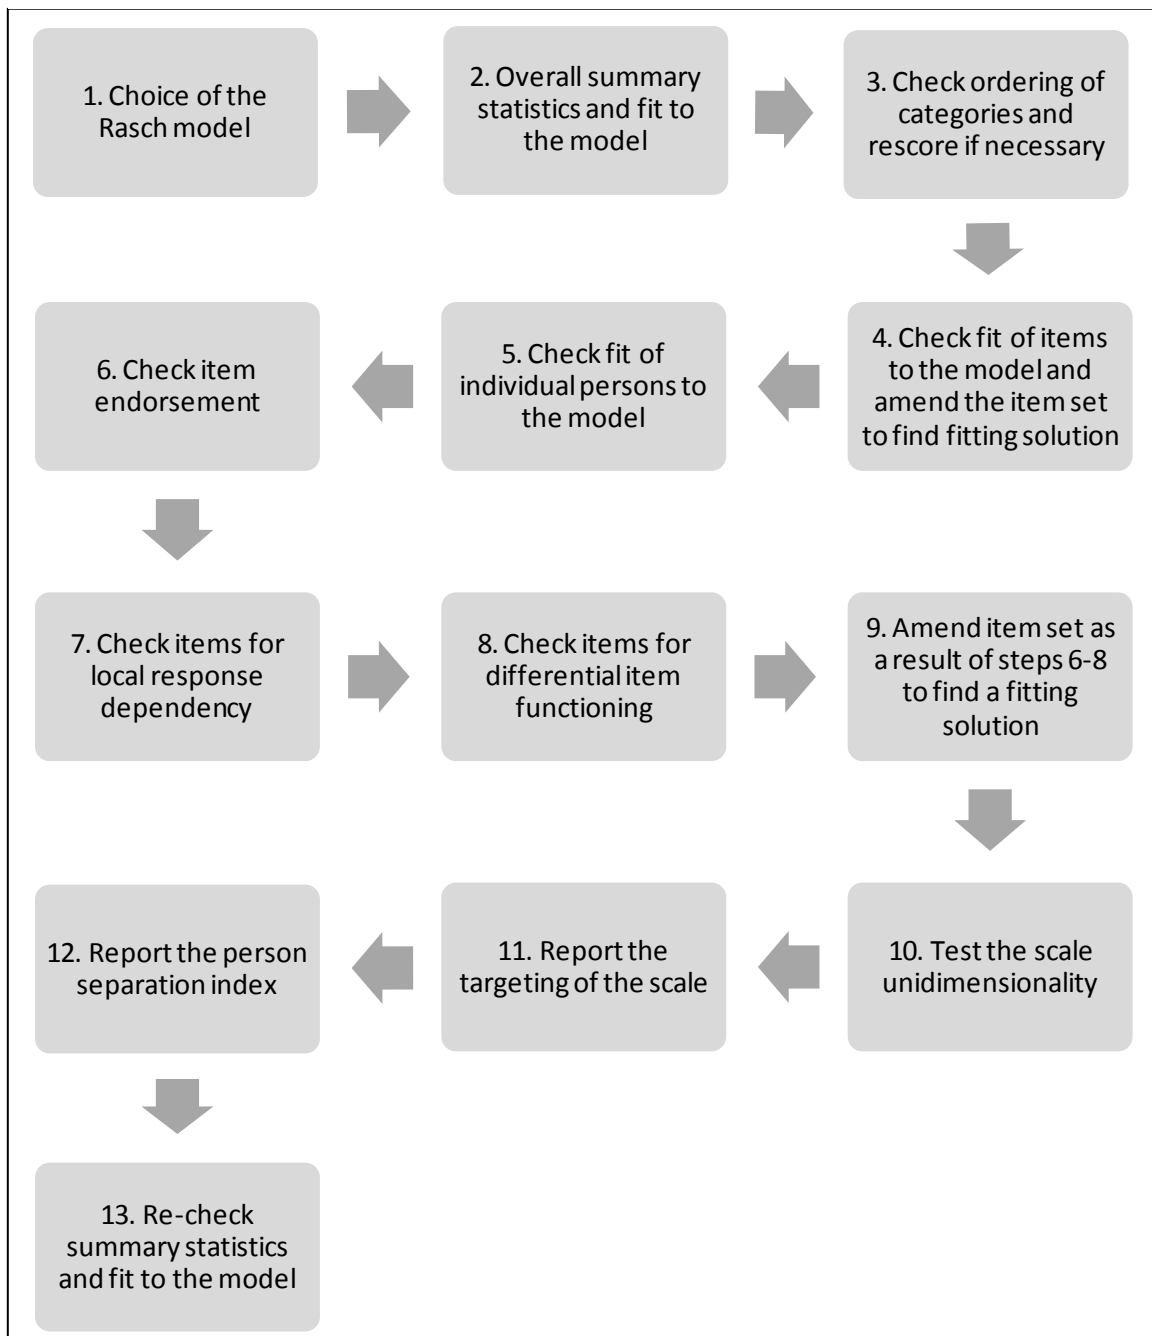 1. Choice of the
Rasch model
2. Overall summary
statistics and fit to
the model
3. Check ordering of
categories and
rescore if necessary
4. Check fit of items
to the model and
amend the item set
to find fitting solution
5. Check fit of
individual persons to
the model
6. Check item
endorsement
7. Check items for
local response
dependency
8. Check items for
differential item
functioning
9. Amend item set as
a result of steps 6-8
to find a fitting
solution
10. Test the scale
unidimensionality
11. Report the
targeting of the scale
12. Report the person
separation index
13. Re-check
summary statistics
and fit to the model